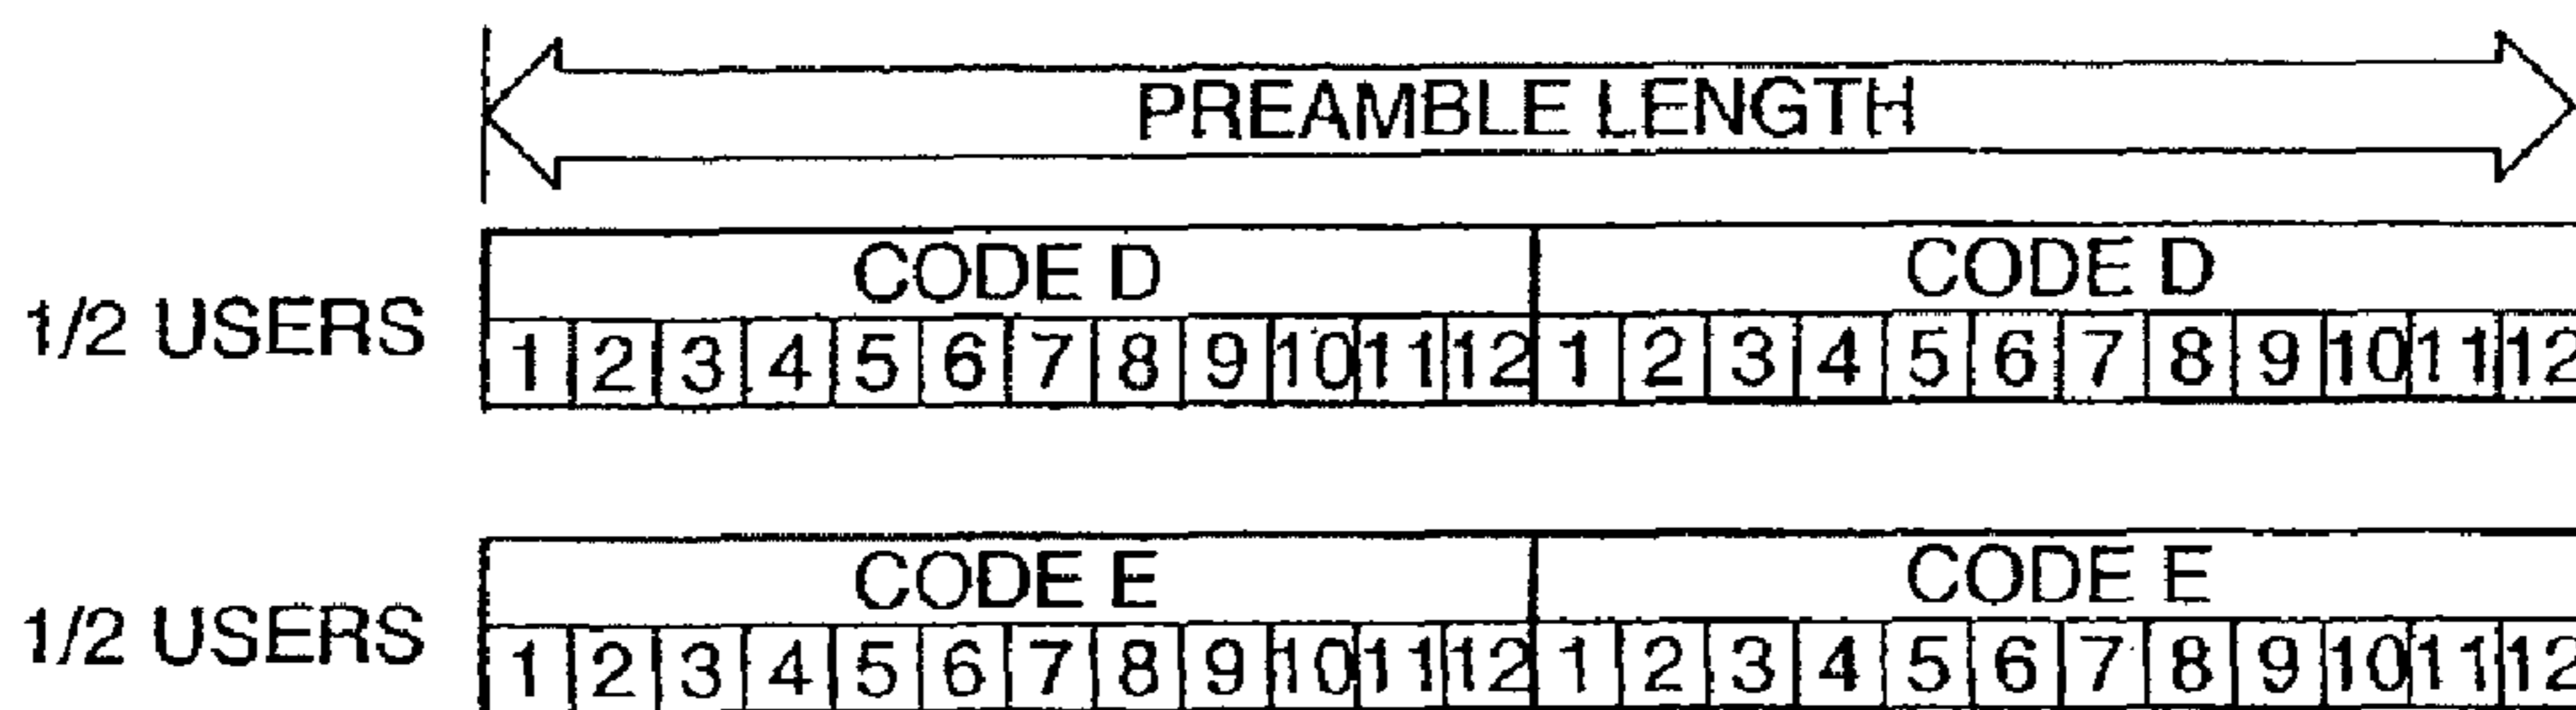 PREAMBLE LENGTH
CODE D CODE D
1/2 USERS 1 2 3 4 5 6 7 8 9 10 11 12 1 2 3 4 5 6 7 8 9 10 11 12
CODE E CODE E
1/2 USERS 1 2 3 4 5 6 7 8 9 10 11 12 1 2 3 4 5 6 7 8 9 10 11 12